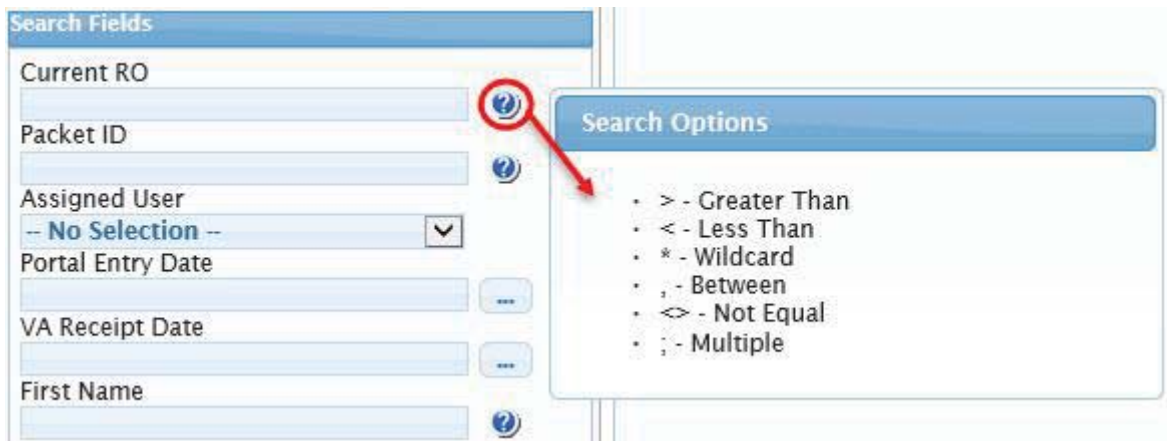 Search Fields
Current RO
Packet ID
Assigned User
-- No Selection --
Portal Entry Date
...
VA Receipt Date
...
First Name
Search Options
· > - Greater Than
· < - Less Than
· * - Wildcard
· , - Between
· <> - Not Equal
· ; - Multiple